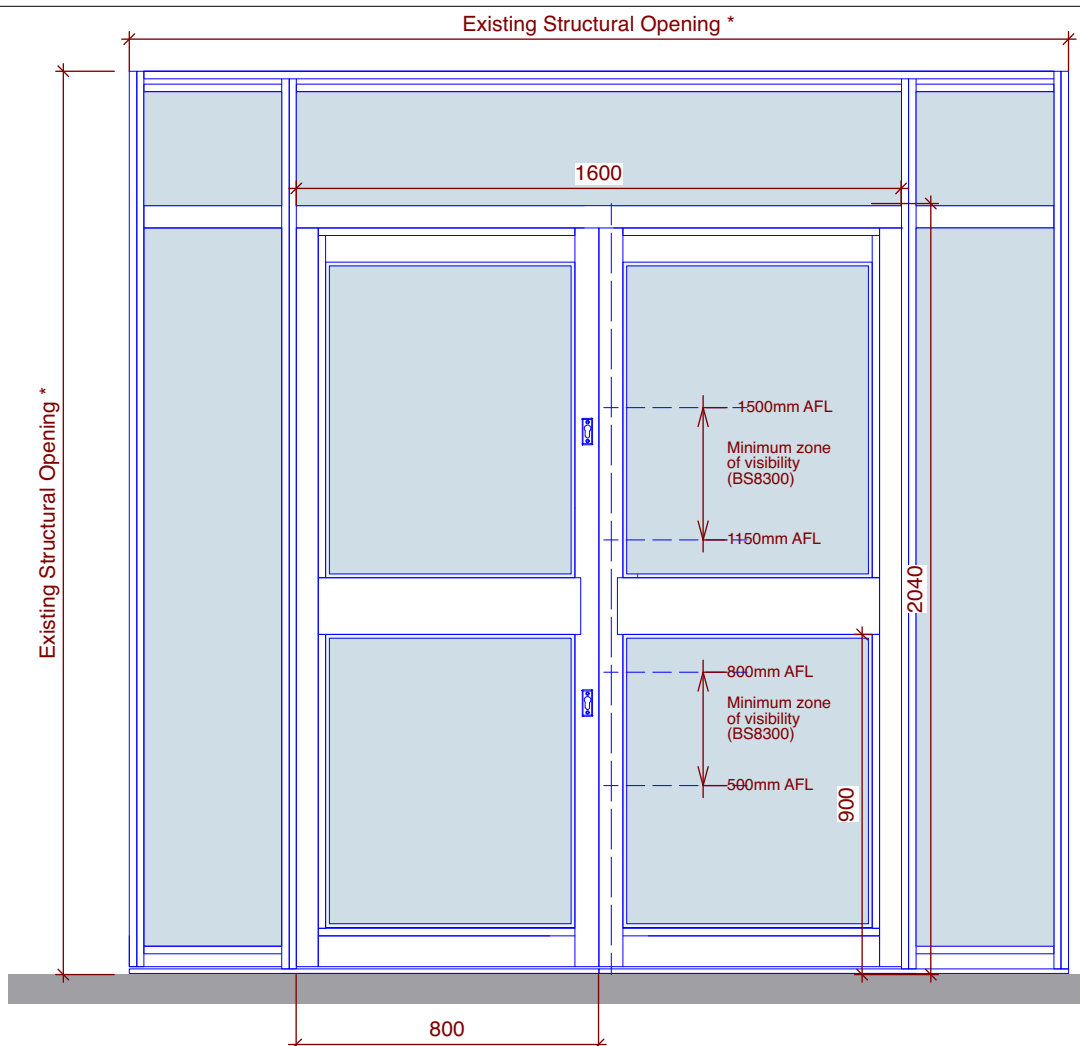 Existing Structural Opening *
1600
Existing Structural Opening *
1500mm AFL
Minimum zone
of visibility
(BS8300)
1150mm AFL
2040
800mm AFL
Minimum zone
of visibility
(BS8300)
500mm AFL
900
800